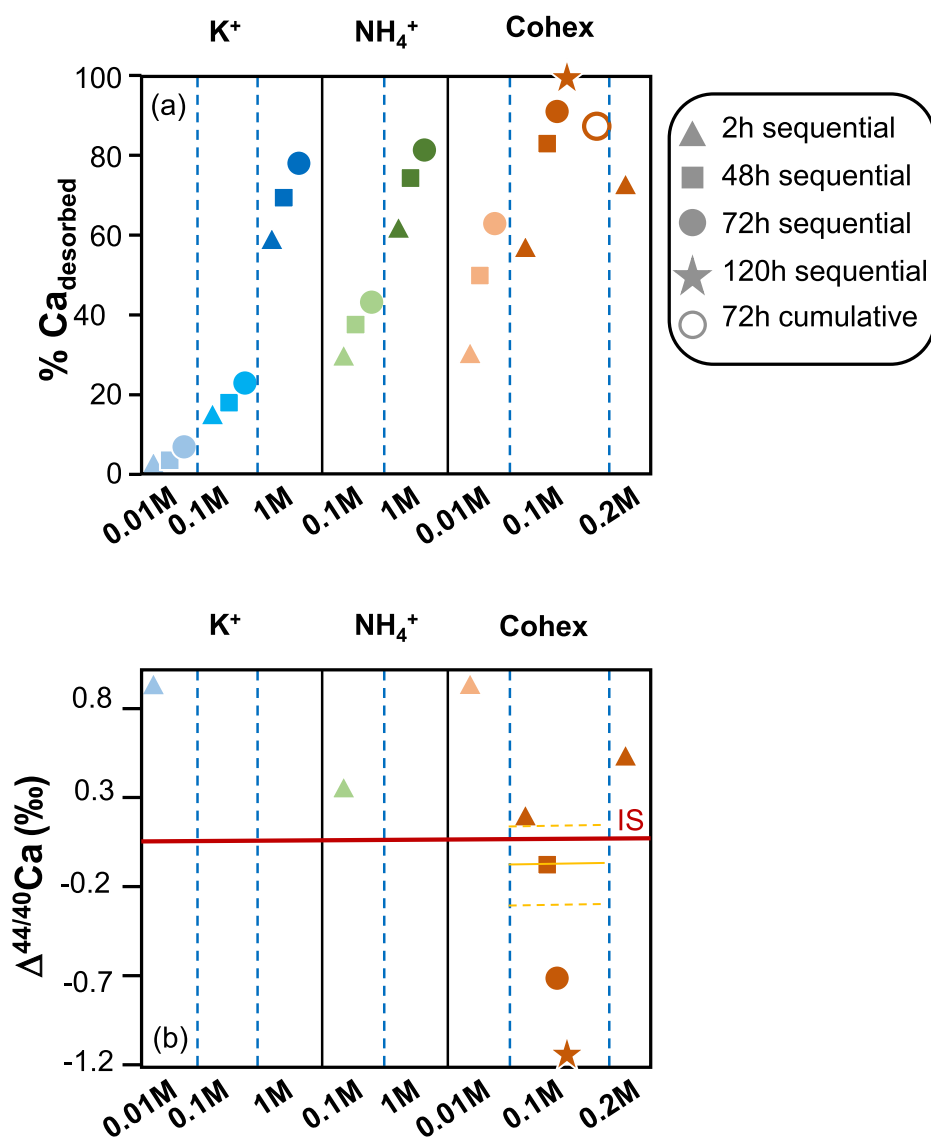 K⁺ NH₄⁺ Cohex
(a)
100
80
60
40
20
0
% Ca desorbed
0.01M 0.1M 1M 0.1M 1M 0.01M 0.1M 0.2M
2h sequential
48h sequential
72h sequential
120h sequential
72h cumulative
K⁺ NH₄⁺ Cohex
0.8
0.3
-0.2
-0.7
-1.2
Δ⁴⁴/⁴⁰Ca (‰)
IS
(b)
0.01M 0.1M 1M 0.1M 1M 0.01M 0.1M 0.2M